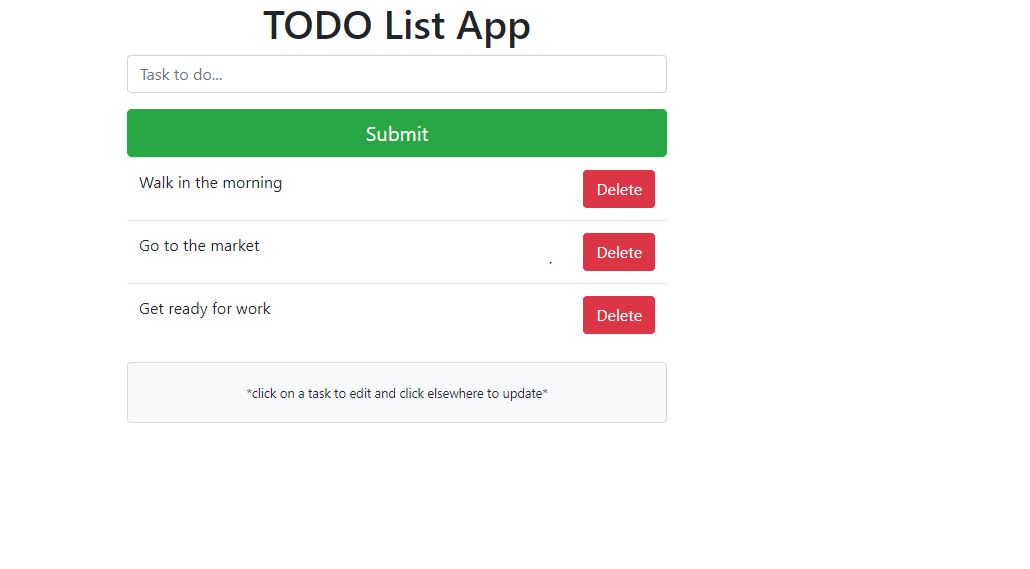 TODO List App
Task to do...
Submit
Walk in the morning
Delete
Go to the market
.
Delete
Get ready for work
Delete
*click on a task to edit and click elsewhere to update*